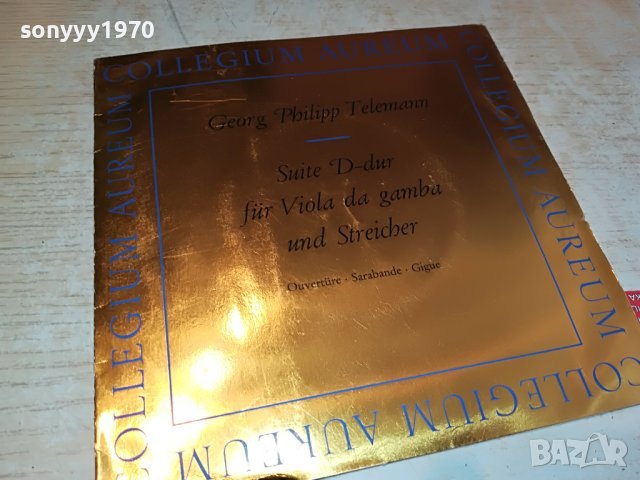 sonyyy1970
COLLEGIUM AUREUM
COLLEGIUM AUREUM
COLLEGIUM AUREUM
COLLEGIUM AUREUM
Georg Philipp Telemann
Suite D-dur
für Viola da gamba
und Streicher
Ouvertüre · Sarabande · Gigue
BAZAR